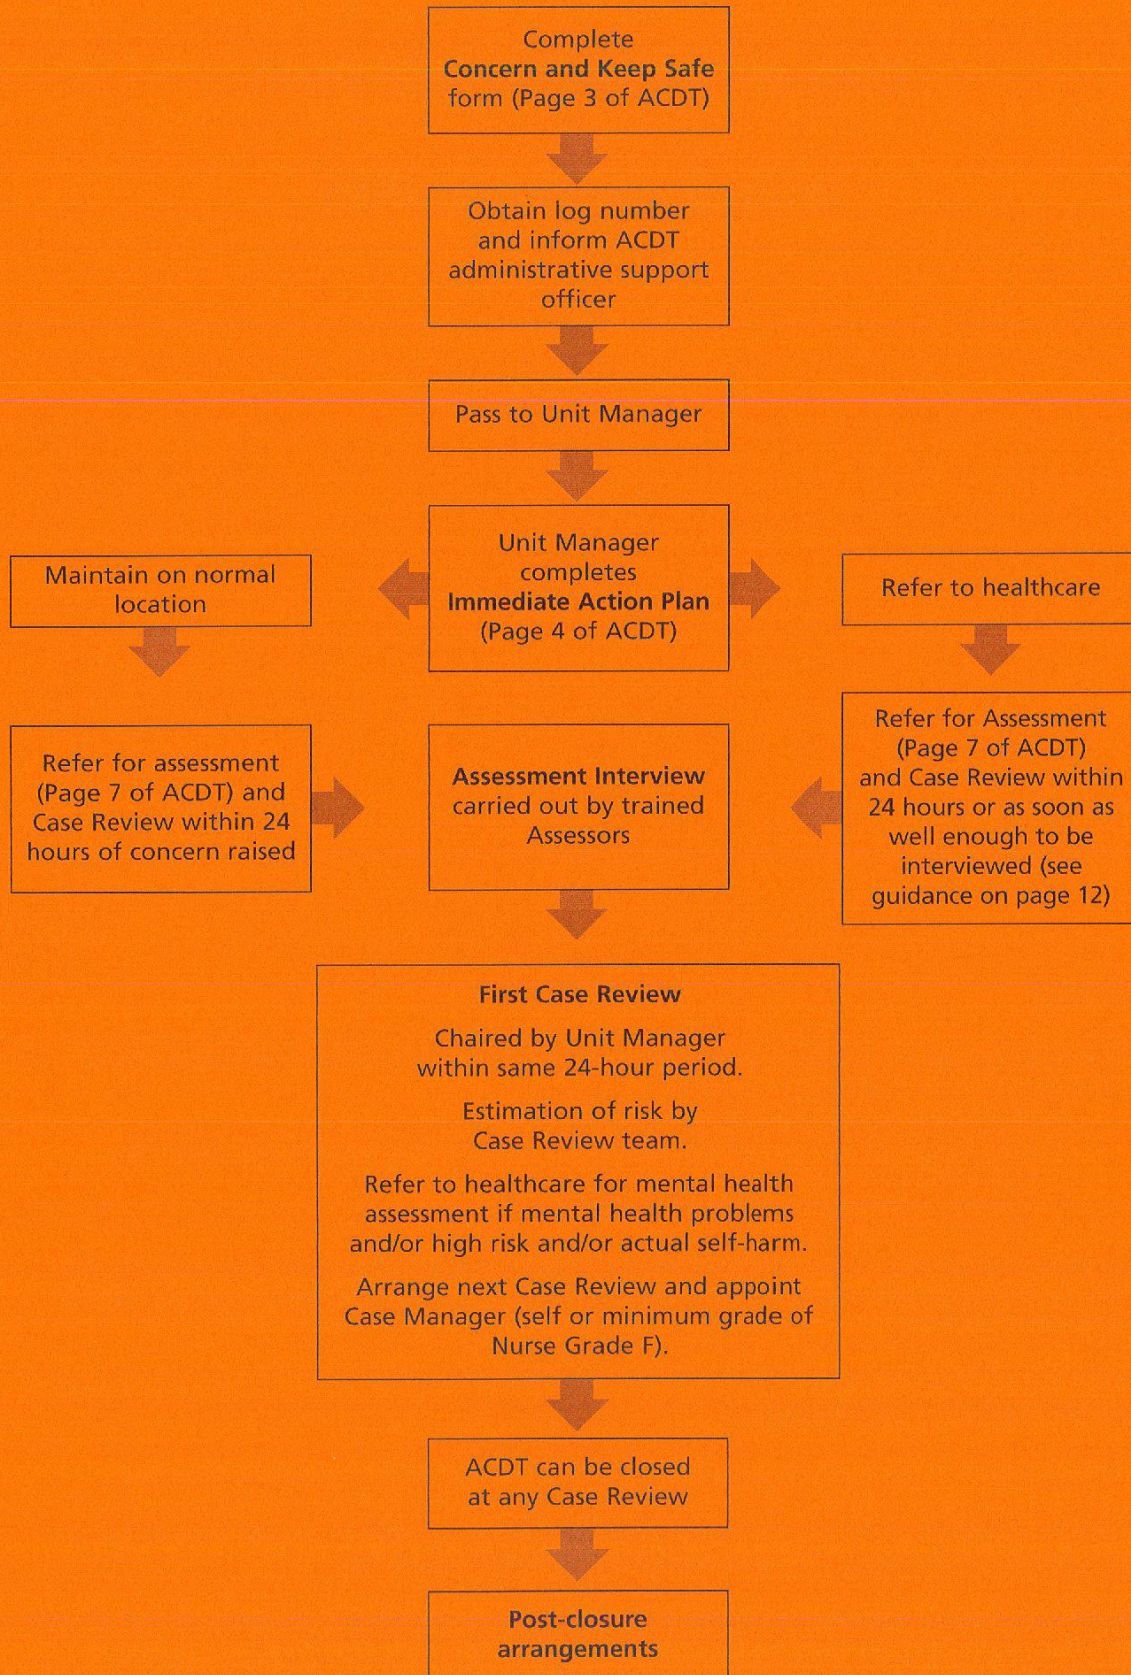 Complete
Concern and Keep Safe
form (Page 3 of ACDT)
Obtain log number
and inform ACDT
administrative support
officer
Pass to Unit Manager
Unit Manager
completes
Immediate Action Plan
(Page 4 of ACDT)
Maintain on normal
location
Refer to healthcare
Refer for assessment
(Page 7 of ACDT) and
Case Review within 24
hours of concern raised
Assessment Interview
carried out by trained
Assessors
Refer for Assessment
(Page 7 of ACDT)
and Case Review within
24 hours or as soon as
well enough to be
interviewed (see
guidance on page 12)
First Case Review
Chaired by Unit Manager
within same 24-hour period.
Estimation of risk by
Case Review team.
Refer to healthcare for mental health
assessment if mental health problems
and/or high risk and/or actual self-harm.
Arrange next Case Review and appoint
Case Manager (self or minimum grade of
Nurse Grade F).
ACDT can be closed
at any Case Review
Post-closure
arrangements